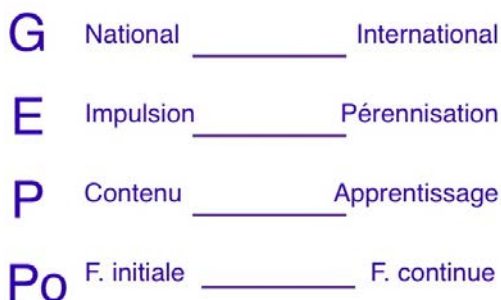 G National International
E Impulsion Pérennisation
P Contenu Apprentissage
Po F. initiale F. continue